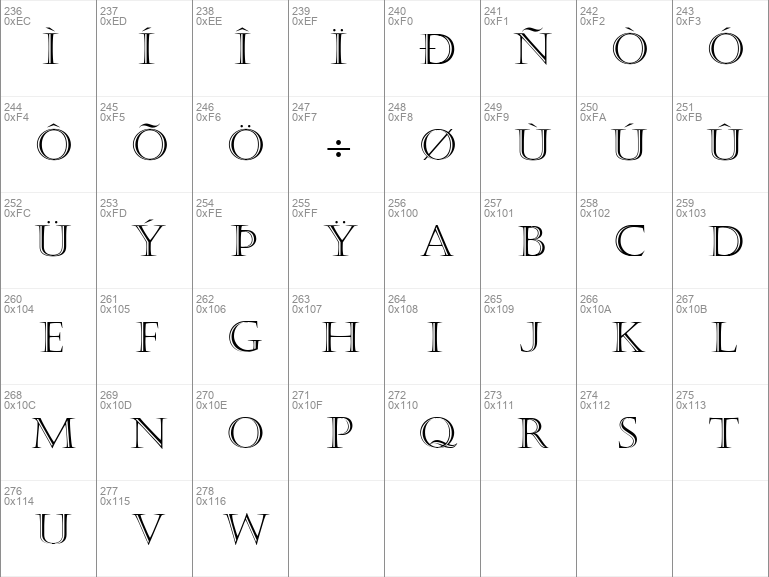 236 237 238 239 240 241 242 243
0xEC 0xED 0xEE 0xEF 0xF0 0xF1 0xF2 0xF3
Ì Í Î Ï Ð Ñ Ò Ó
244 245 246 247 248 249 250 251
0xF4 0xF5 0xF6 0xF7 0xF8 0xF9 0xFA 0xFB
Ô Õ Ö ÷ Ø Ù Ú Û
252 253 254 255 256 257 258 259
0xFC 0xFD 0xFE 0xFF 0x100 0x101 0x102 0x103
Ü Ý Þ Ÿ A B C D
260 261 262 263 264 265 266 267
0x104 0x105 0x106 0x107 0x108 0x109 0x10A 0x10B
E F G H I J K L
268 269 270 271 272 273 274 275
0x10C 0x10D 0x10E 0x10F 0x110 0x111 0x112 0x113
M N O P Q R S T
276 277 278
0x114 0x115 0x116
U V W